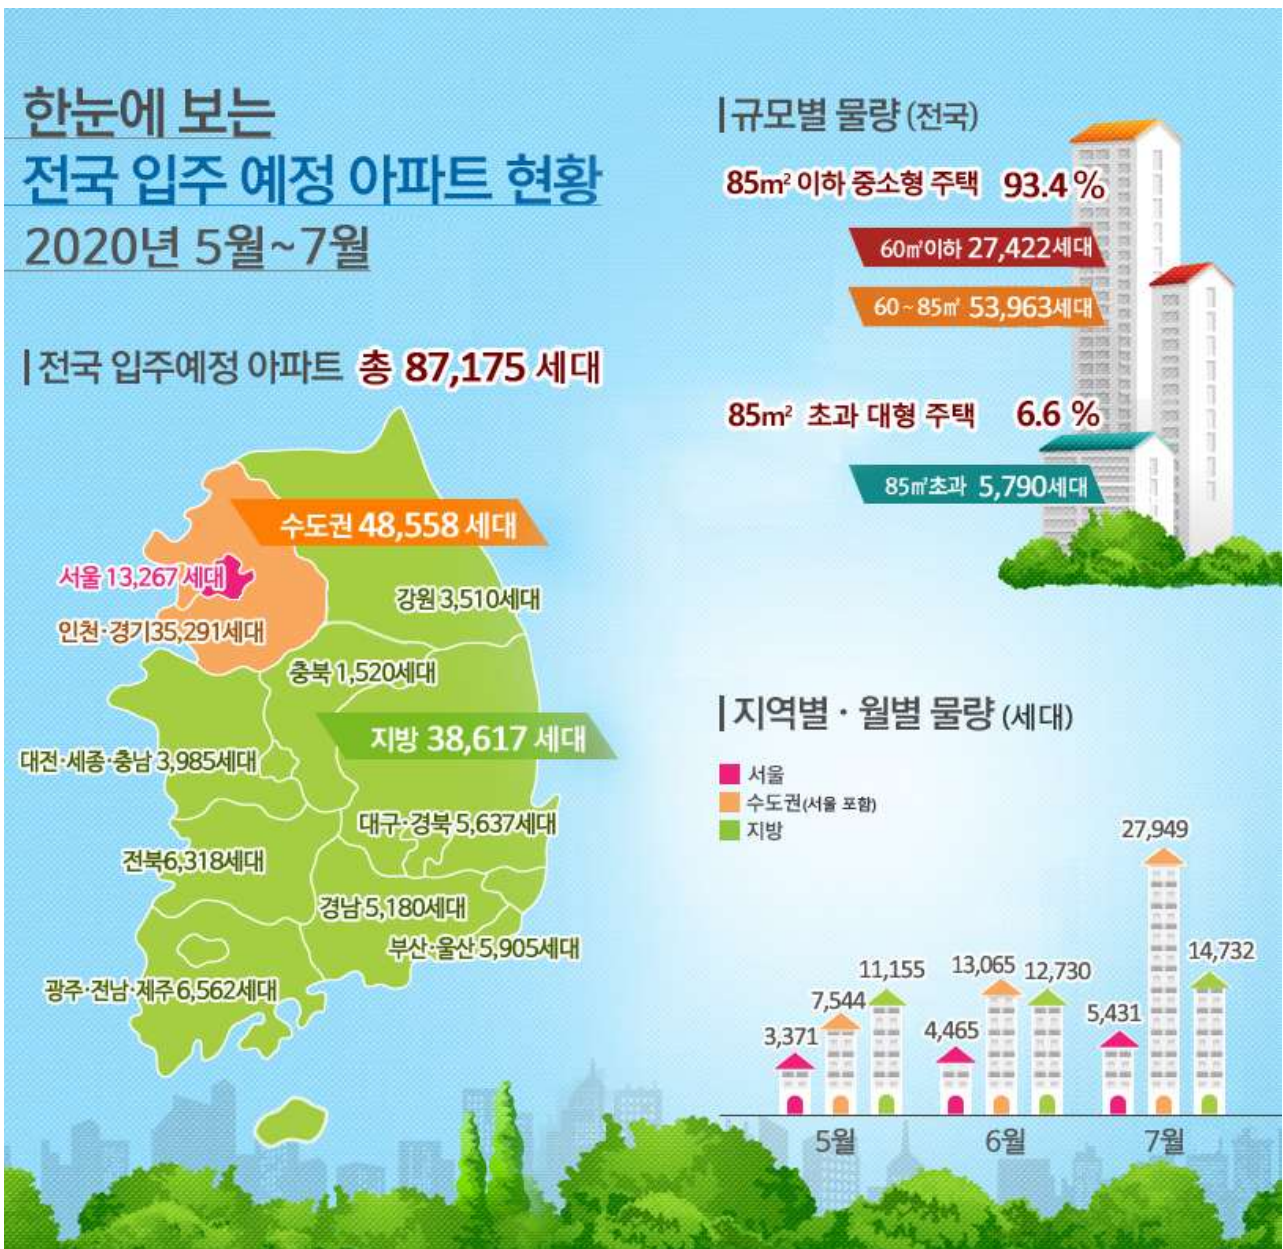 한눈에 보는
전국 입주 예정 아파트 현황
2020년 5월~7월
전국 입주예정 아파트 총 87,175 세대
수도권 48,558 세대
서울 13,267 세대
인천·경기35,291세대
강원 3,510세대
충북 1,520세대
지방 38,617 세대
대전·세종·충남 3,985세대
대구·경북 5,637세대
전북6,318세대
경남 5,180세대
부산·울산 5,905세대
광주·전남·제주 6,562세대
규모별 물량 (전국)
85m² 이하 중소형 주택 93.4 %
60㎡이하 27,422세대
60~85㎡ 53,963세대
85m² 초과 대형 주택 6.6 %
85㎡초과 5,790세대
지역별 · 월별 물량 (세대)
서울
수도권(서울 포함)
지방
3,371 7,544 11,155
4,465 13,065 12,730
5,431 27,949 14,732
5월 6월 7월